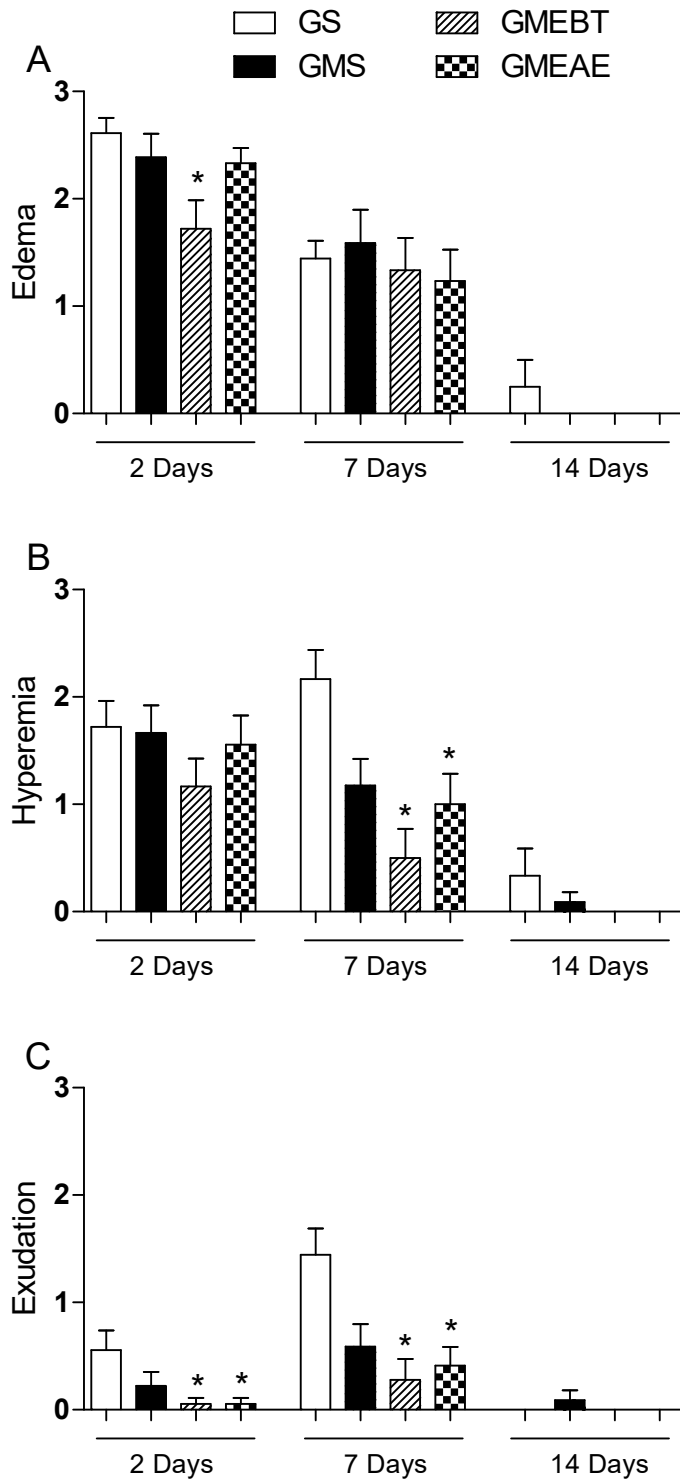 GS GMEBT
GMS GMEAE
A
3
2
1
0
Edema
*
2 Days 7 Days 14 Days
B
3
2
1
0
Hyperemia
* *
2 Days 7 Days 14 Days
C
3
2
1
0
Exudation
* * * *
2 Days 7 Days 14 Days